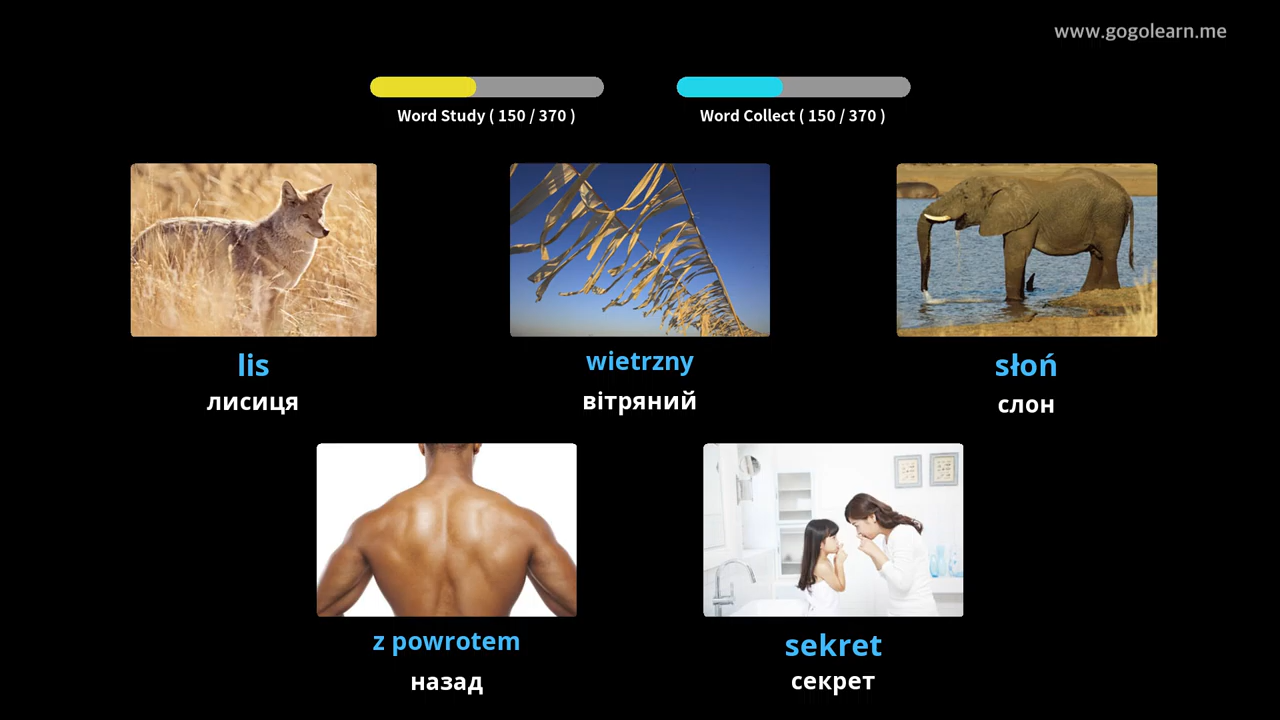 www.gogolearn.me
Word Study ( 150 / 370 )
Word Collect ( 150 / 370 )
lis
лисиця
wietrzny
вітряний
słoń
слон
z powrotem
назад
sekret
секрет